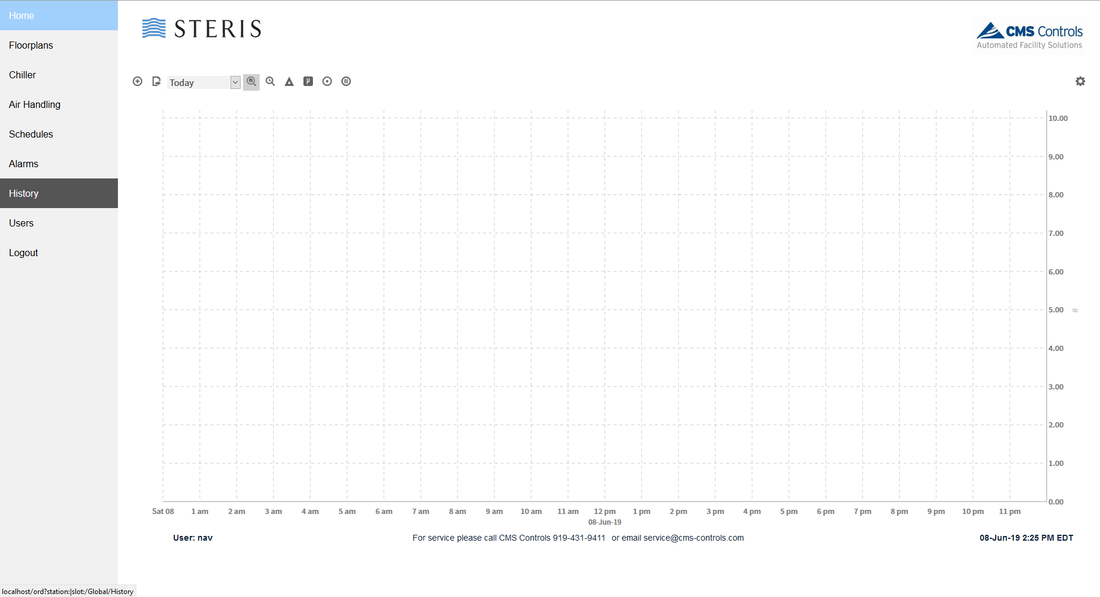 Home
Floorplans
Chiller
Air Handling
Schedules
Alarms
History
Users
Logout
STERIS
CMS Controls
Automated Facility Solutions
Today
10.00
9.00
8.00
7.00
6.00
5.00
4.00
3.00
2.00
1.00
0.00
Sat 08 1 am 2 am 3 am 4 am 5 am 6 am 7 am 8 am 9 am 10 am 11 am 12 pm 1 pm 2 pm 3 pm 4 pm 5 pm 6 pm 7 pm 8 pm 9 pm 10 pm 11 pm
08-Jun-19
User: nav For service please call CMS Controls 919-431-9411 or email service@cms-controls.com 08-Jun-19 2:25 PM EDT
localhost/ord?station:|slot:/Global/History